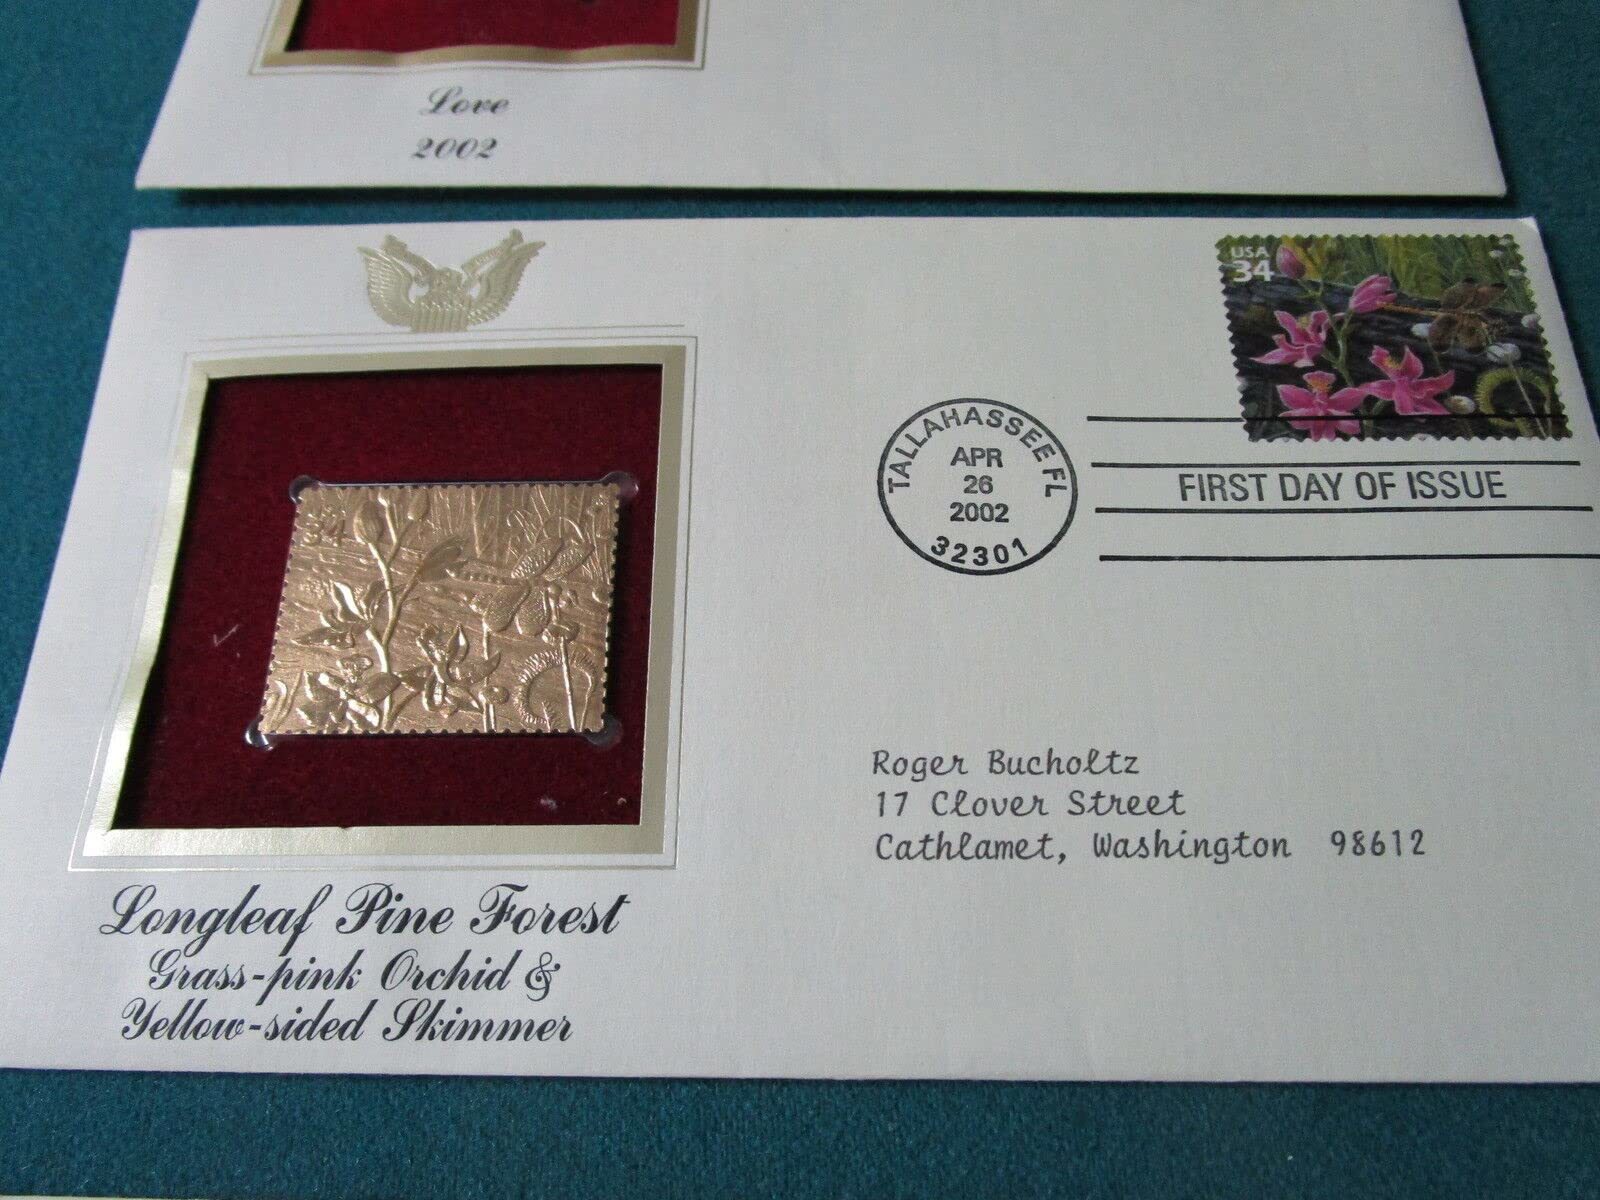 Love
2002
USA
34
TALLAHASSEE FL
APR
26
2002
32301
FIRST DAY OF ISSUE
34
Roger Bucholtz
17 Clover Street
Cathlamet, Washington 98612
Longleaf Pine Forest
Grass-pink Orchid &
Yellow-sided Skimmer